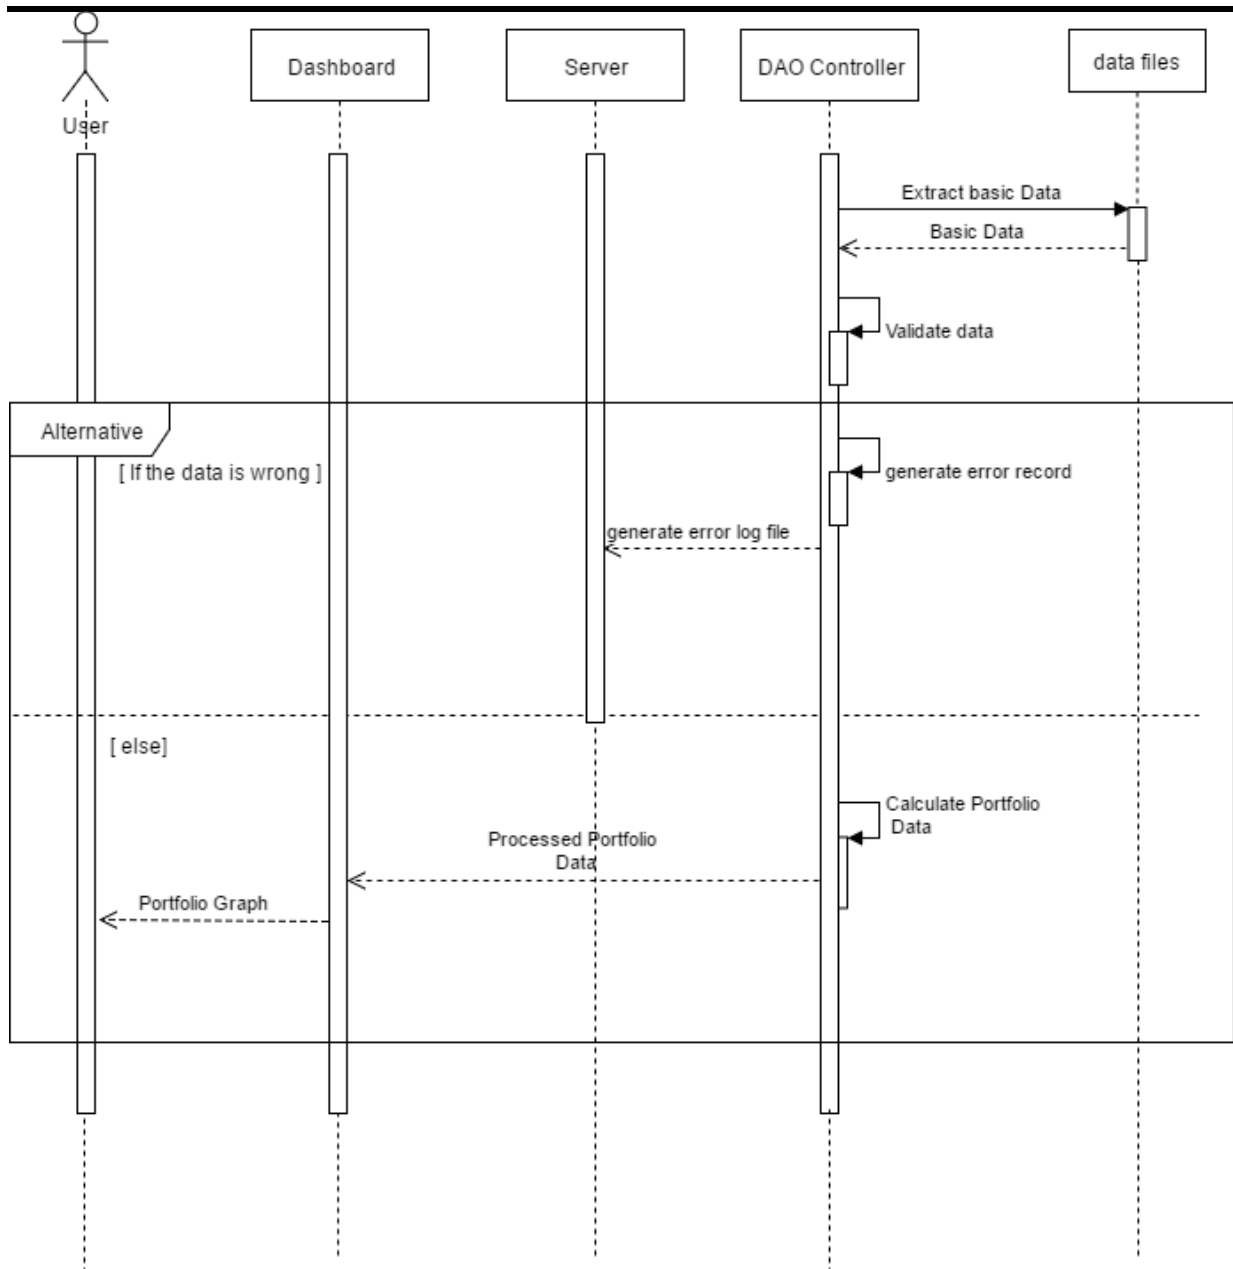 User
Dashboard
Server
DAO Controller
data files
Extract basic Data
Basic Data
Validate data
Alternative
[ If the data is wrong ]
generate error record
generate error log file
[ else]
Calculate Portfolio
Data
Processed Portfolio
Data
Portfolio Graph